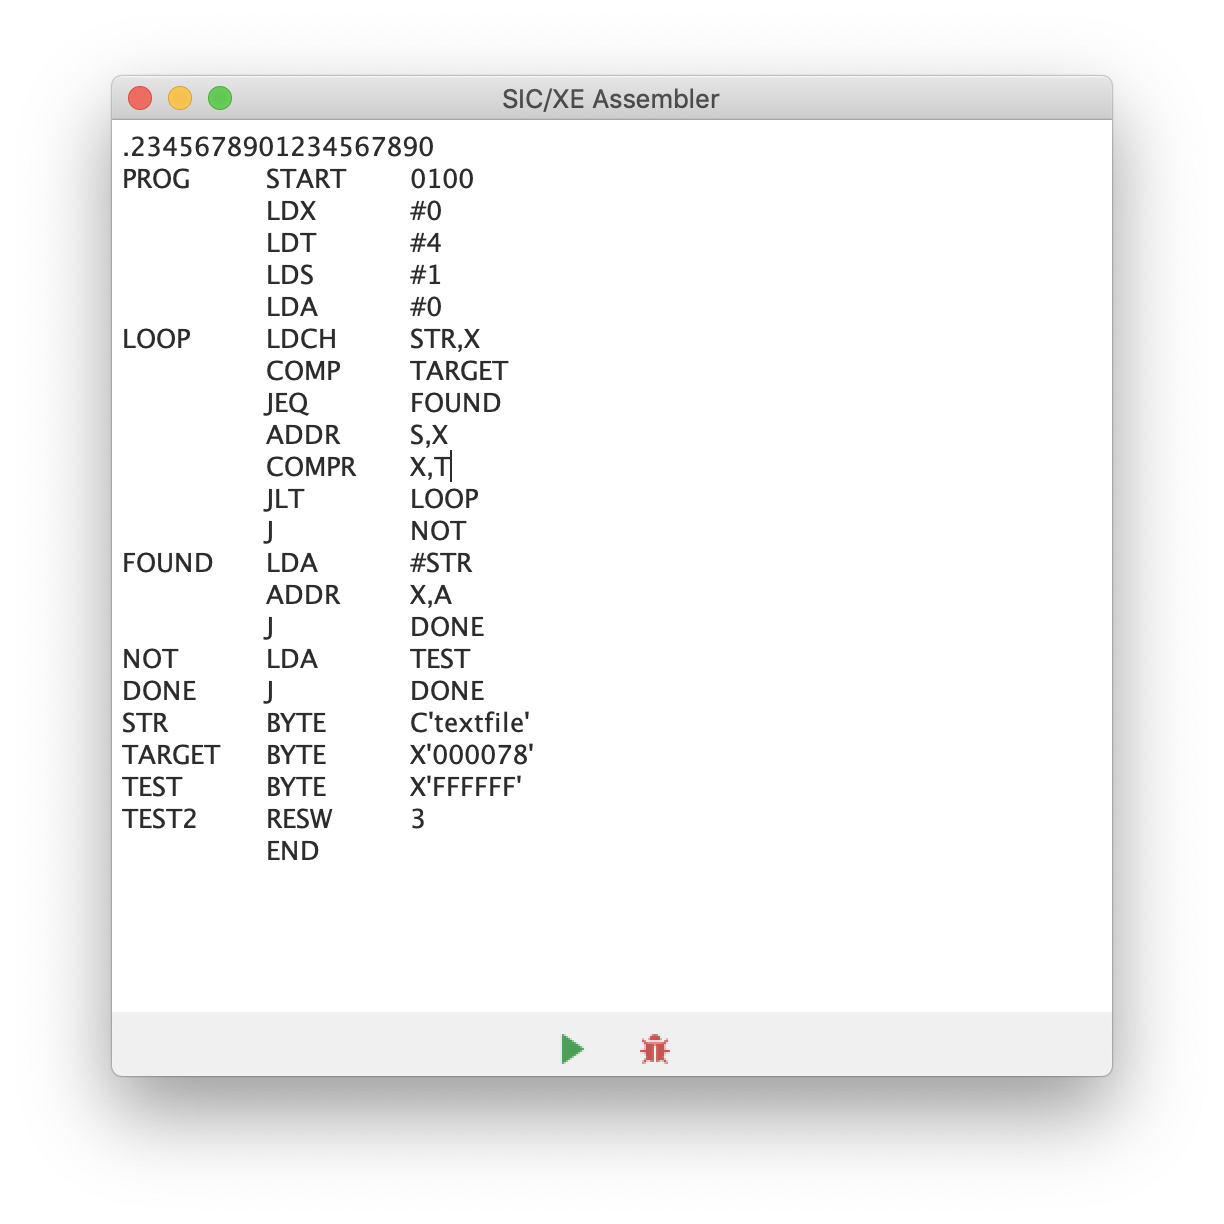 SIC/XE Assembler
.2345678901234567890
PROG START 0100
LDX #0
LDT #4
LDS #1
LDA #0
LOOP LDCH STR,X
COMP TARGET
JEQ FOUND
ADDR S,X
COMPR X,T
JLT LOOP
J NOT
FOUND LDA #STR
ADDR X,A
J DONE
NOT LDA TEST
DONE J DONE
STR BYTE C'textfile'
TARGET BYTE X'000078'
TEST BYTE X'FFFFFF'
TEST2 RESW 3
END